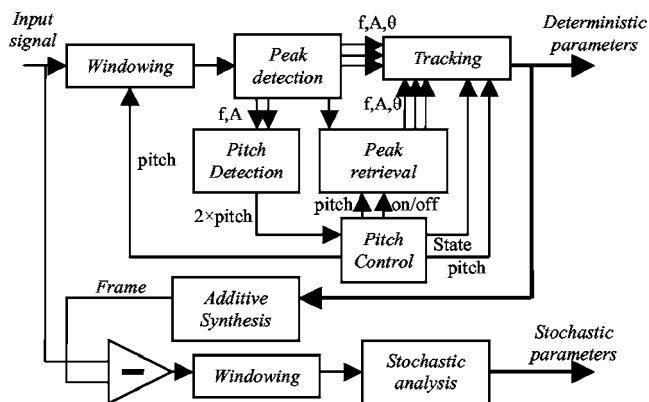 Input
signal
Windowing
Peak
detection
f,A,θ
Tracking
Deterministic
parameters
f,A
f,A,θ
pitch
Pitch
Detection
Peak
retrieval
2×pitch
pitch
on/off
Pitch
Control
State
pitch
Frame
Additive
Synthesis
Windowing
Stochastic
analysis
Stochastic
parameters